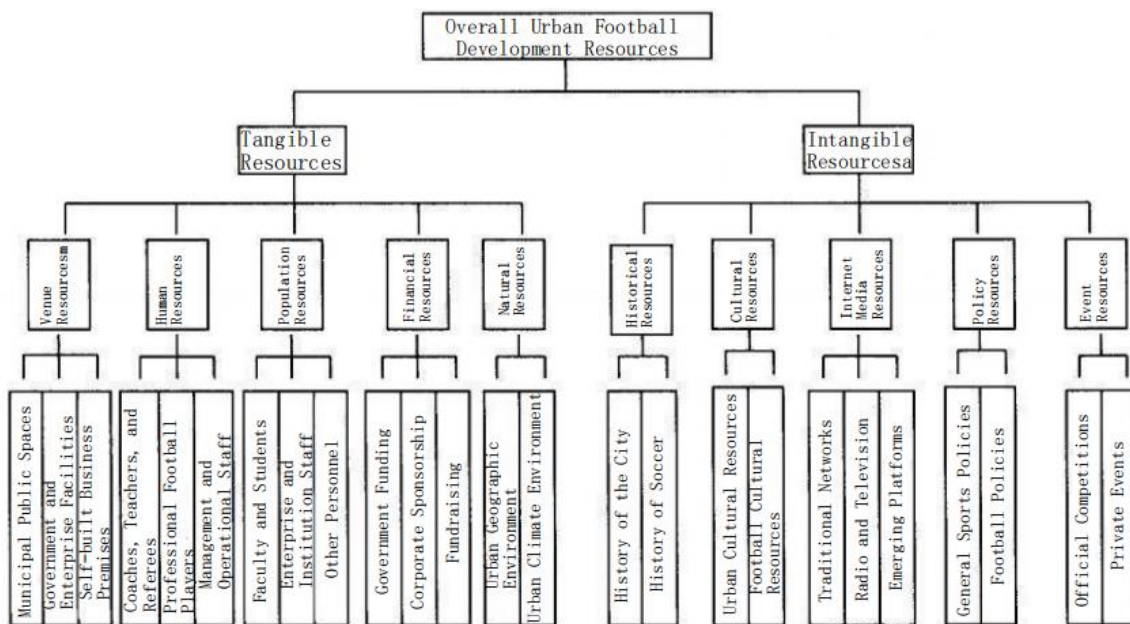 Overall Urban Football
Development Resources
Tangible
Resources
Intangible
Resourcesa
Venue
Resourcesm
Human
Resources
Population
Resources
Financial
Resources
Natural
Resources
Historical
Resources
Cultural
Resources
Internet
Media
Resources
Policy
Resources
Event
Resources
Municipal Public Spaces
Government and
Enterprise Facilities
Self-built Business
Premises
Coaches, Teachers, and
Referees
Professional Football
Players
Management and
Operational Staff
Faculty and Students
Enterprise and
Institution Staff
Other Personnel
Government Funding
Corporate Sponsorship
Fundraising
Urban Geographic
Environment
Urban Climate Environment
History of the City
History of Soccer
Urban Cultural Resources
Football Cultural
Resources
Traditional Networks
Radio and Television
Emerging Platforms
General Sports Policies
Football Policies
Official Competitions
Private Events